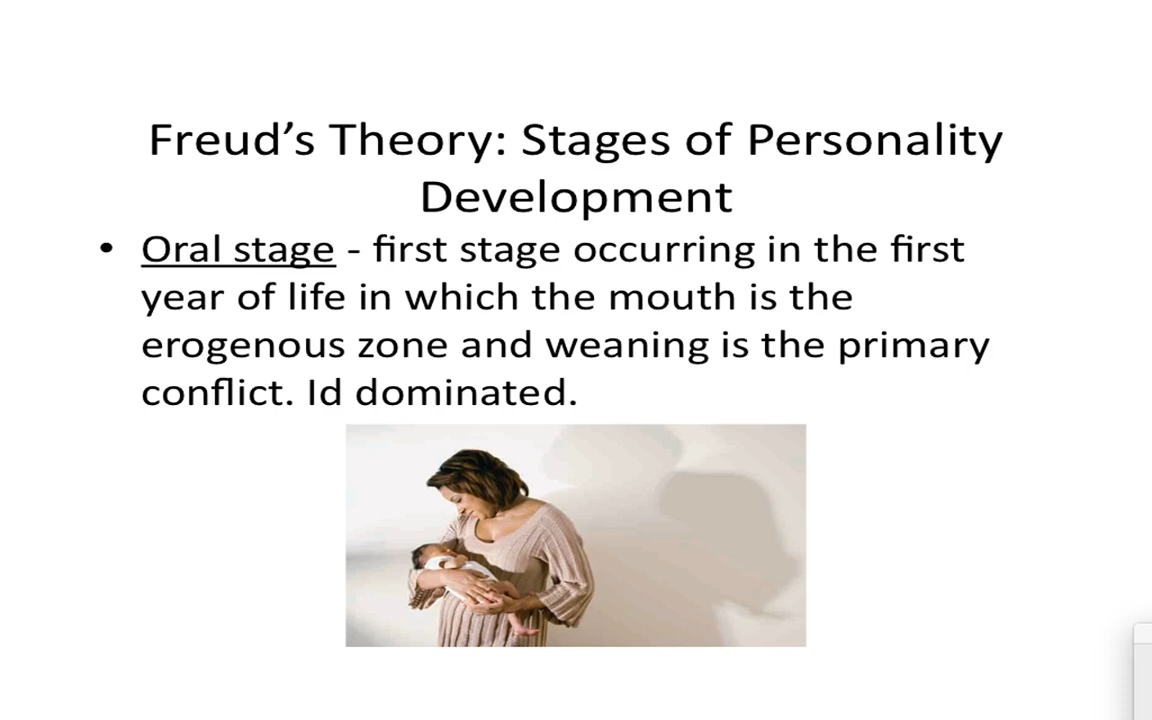 Freud’s Theory: Stages of Personality
Development
• Oral stage - first stage occurring in the first
year of life in which the mouth is the
erogenous zone and weaning is the primary
conflict. Id dominated.